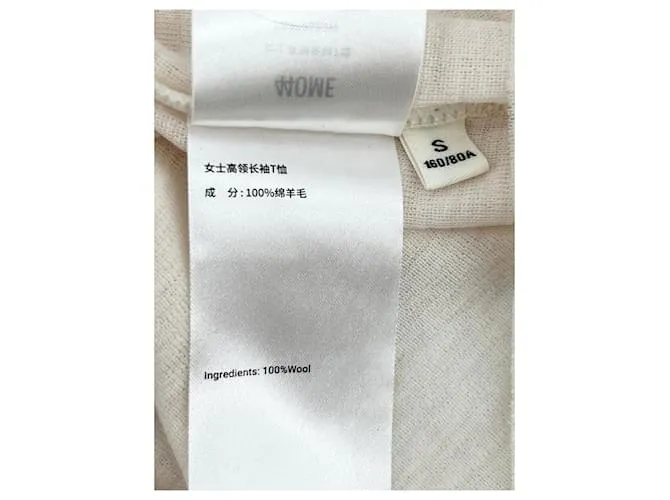 44OME
S
160/80A
女士高领长袖T恤
成 分:100%绵羊毛
Ingredients: 100%Wool